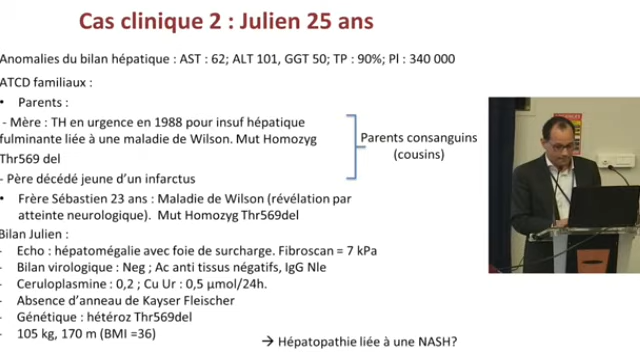 Cas clinique 2 : Julien 25 ans
Anomalies du bilan hépatique : AST : 62; ALT 101, GGT 50; TP : 90%; Pl : 340 000
ATCD familiaux :
• Parents :
- Mère : TH en urgence en 1988 pour insuf hépatique
fulminante liée à une maladie de Wilson. Mut Homozyg
Thr569 del
- Père décédé jeune d’un infarctus
Parents consanguins
(cousins)
• Frère Sébastien 23 ans : Maladie de Wilson (révélation par
atteinte neurologique). Mut Homozyg Thr569del
Bilan Julien :
- Echo : hépatomégalie avec foie de surcharge. Fibroscan = 7 kPa
- Bilan virologique : Neg ; Ac anti tissus négatifs, IgG Nle
- Ceruloplasmine : 0,2 ; Cu Ur : 0,5 µmol/24h.
- Absence d’anneau de Kayser Fleischer
- Génétique : hétéroz Thr569del
- 105 kg, 170 m (BMI =36)
→ Hépatopathie liée à une NASH?